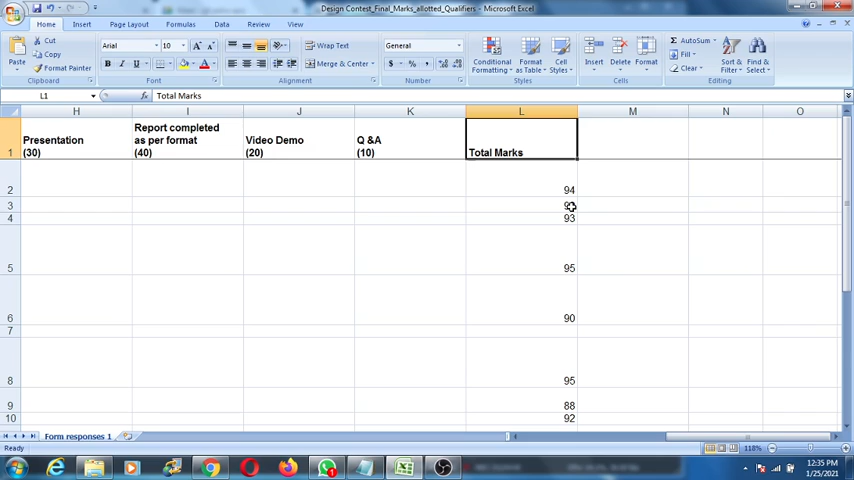 Design Contest_Final_Marks_allotted_Qualifiers - Microsoft Excel
Home Insert Page Layout Formulas Data Review View
Cut
Copy
Format Painter
Paste
Clipboard
Arial 10
B I U
Font
Wrap Text
Merge & Center
Alignment
General
$ % ,
Number
Conditional Formatting
Format as Table
Cell Styles
Styles
Insert Delete Format
Cells
AutoSum
Fill
Clear
Sort & Filter
Find & Select
Editing
L1 fx Total Marks
H I J K L M N O
1 Presentation (30) Report completed as per format (40) Video Demo (20) Q &A (10) Total Marks
2 94
3
4 93
5 95
6 90
7
8 95
9 88
10 92
Form responses 1
Ready 118%
12:35 PM
1/25/2021